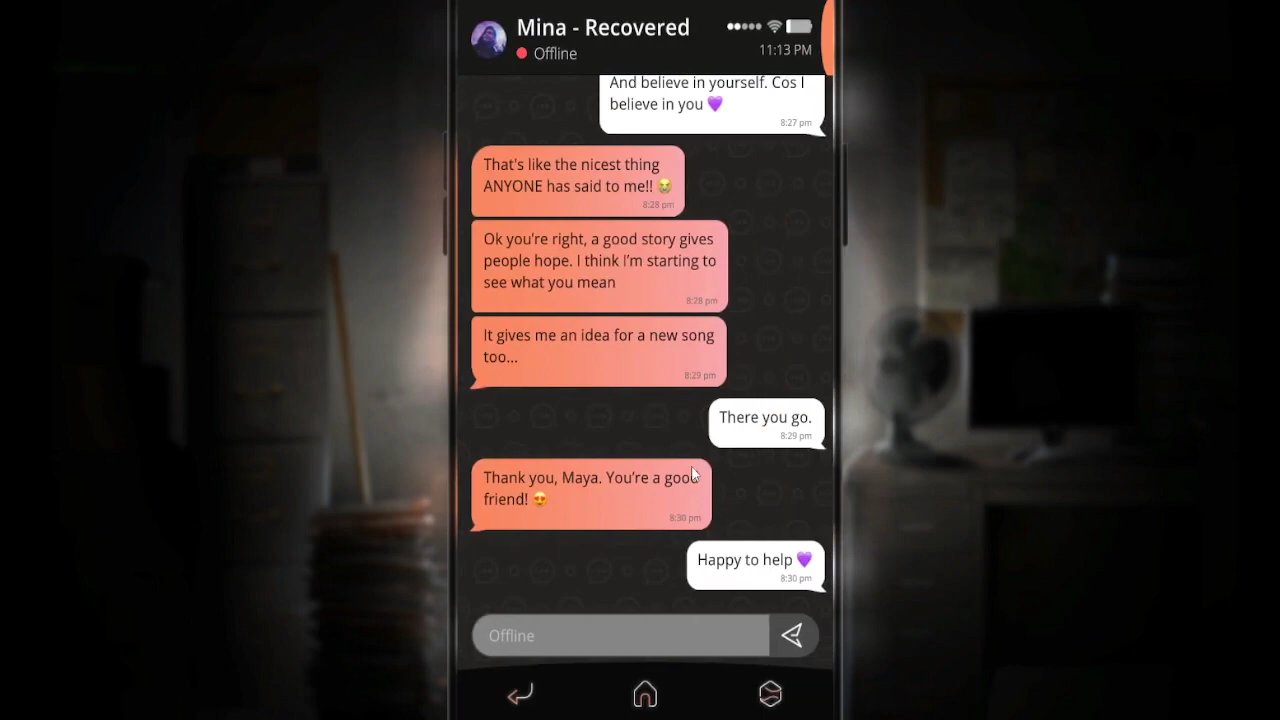 Mina - Recovered
Offline
11:13 PM
And believe in yourself. Cos I
believe in you 💜
8:27 pm
That's like the nicest thing
ANYONE has said to me!! 😭
8:28 pm
Ok you're right, a good story gives
people hope. I think I'm starting to
see what you mean
8:28 pm
It gives me an idea for a new song
too...
8:29 pm
There you go.
8:29 pm
Thank you, Maya. You're a good
friend! 😍
8:30 pm
Happy to help 💜
8:30 pm
Offline